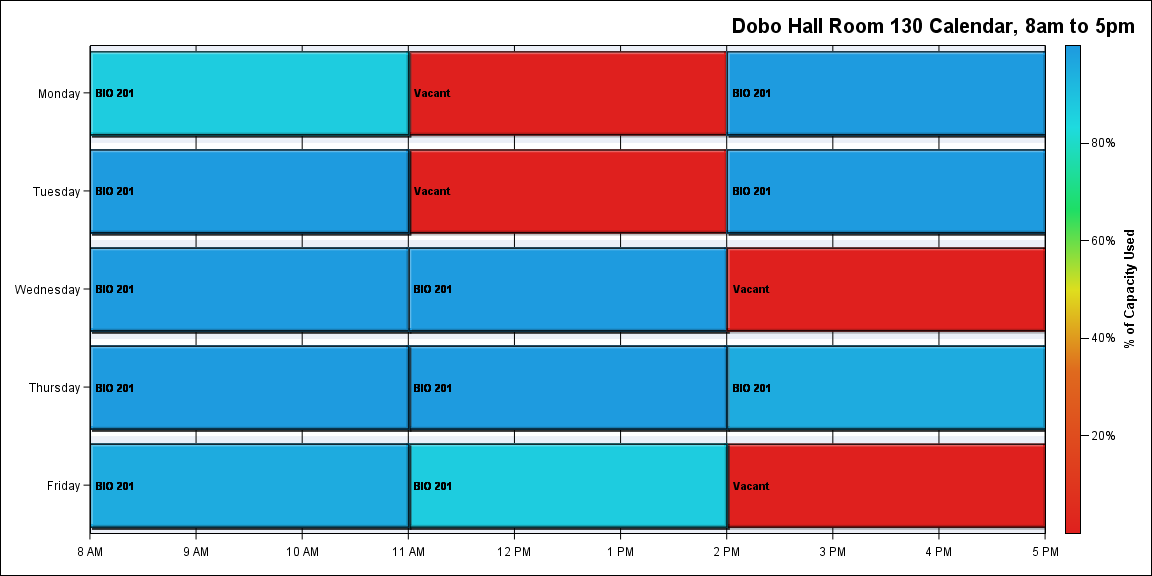 Dobo Hall Room 130 Calendar, 8am to 5pm
Monday
BIO 201
Vacant
BIO 201
Tuesday
BIO 201
Vacant
BIO 201
Wednesday
BIO 201
BIO 201
Vacant
Thursday
BIO 201
BIO 201
BIO 201
Friday
BIO 201
BIO 201
Vacant
8 AM
9 AM
10 AM
11 AM
12 PM
1 PM
2 PM
3 PM
4 PM
5 PM
80%
60%
40%
20%
% of Capacity Used